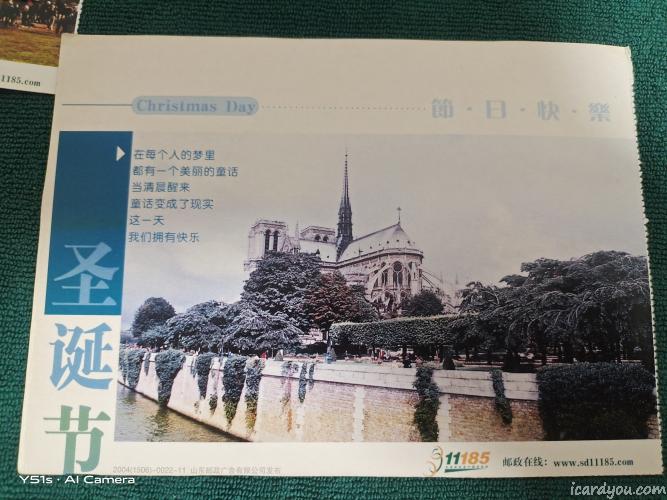 11185.com
Christmas Day
節·日·快·樂
在每个人的梦里
都有一个美丽的童话
当清晨醒来
童话变成了现实
这一天
我们拥有快乐
圣
诞
节
2004(1506)-0022-11 山东邮政广告有限公司发布
11185
邮政在线：www.sd11185.com
Y51s · AI Camera
icardyou.com